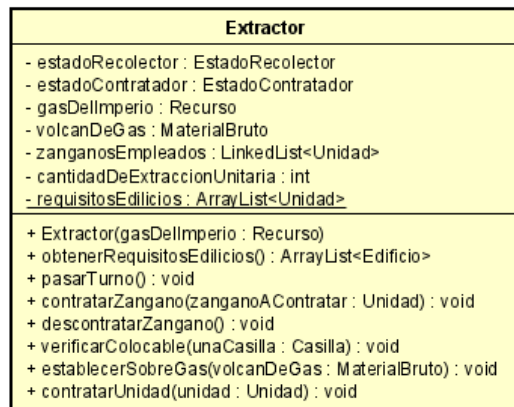 Extractor
- estadoRecolector : EstadoRecolector
- estadoContratador : EstadoContratador
- gasDelImperio : Recurso
- volcanDeGas : MaterialBruto
- zanganosEmpleados : LinkedList<Unidad>
- cantidadDeExtraccionUnitaria : int
- requisitosEdilicios : ArrayList<Unidad>
+ Extractor(gasDelImperio : Recurso)
+ obtenerRequisitosEdilicios() : ArrayList<Edificio>
+ pasarTurno() : void
+ contratarZangano(zanganoAContratar : Unidad) : void
+ descontratarZangano() : void
+ verificarColocable(unaCasilla : Casilla) : void
+ establecerSobreGas(volcanDeGas : MaterialBruto) : void
+ contratarUnidad(unidad : Unidad) : void